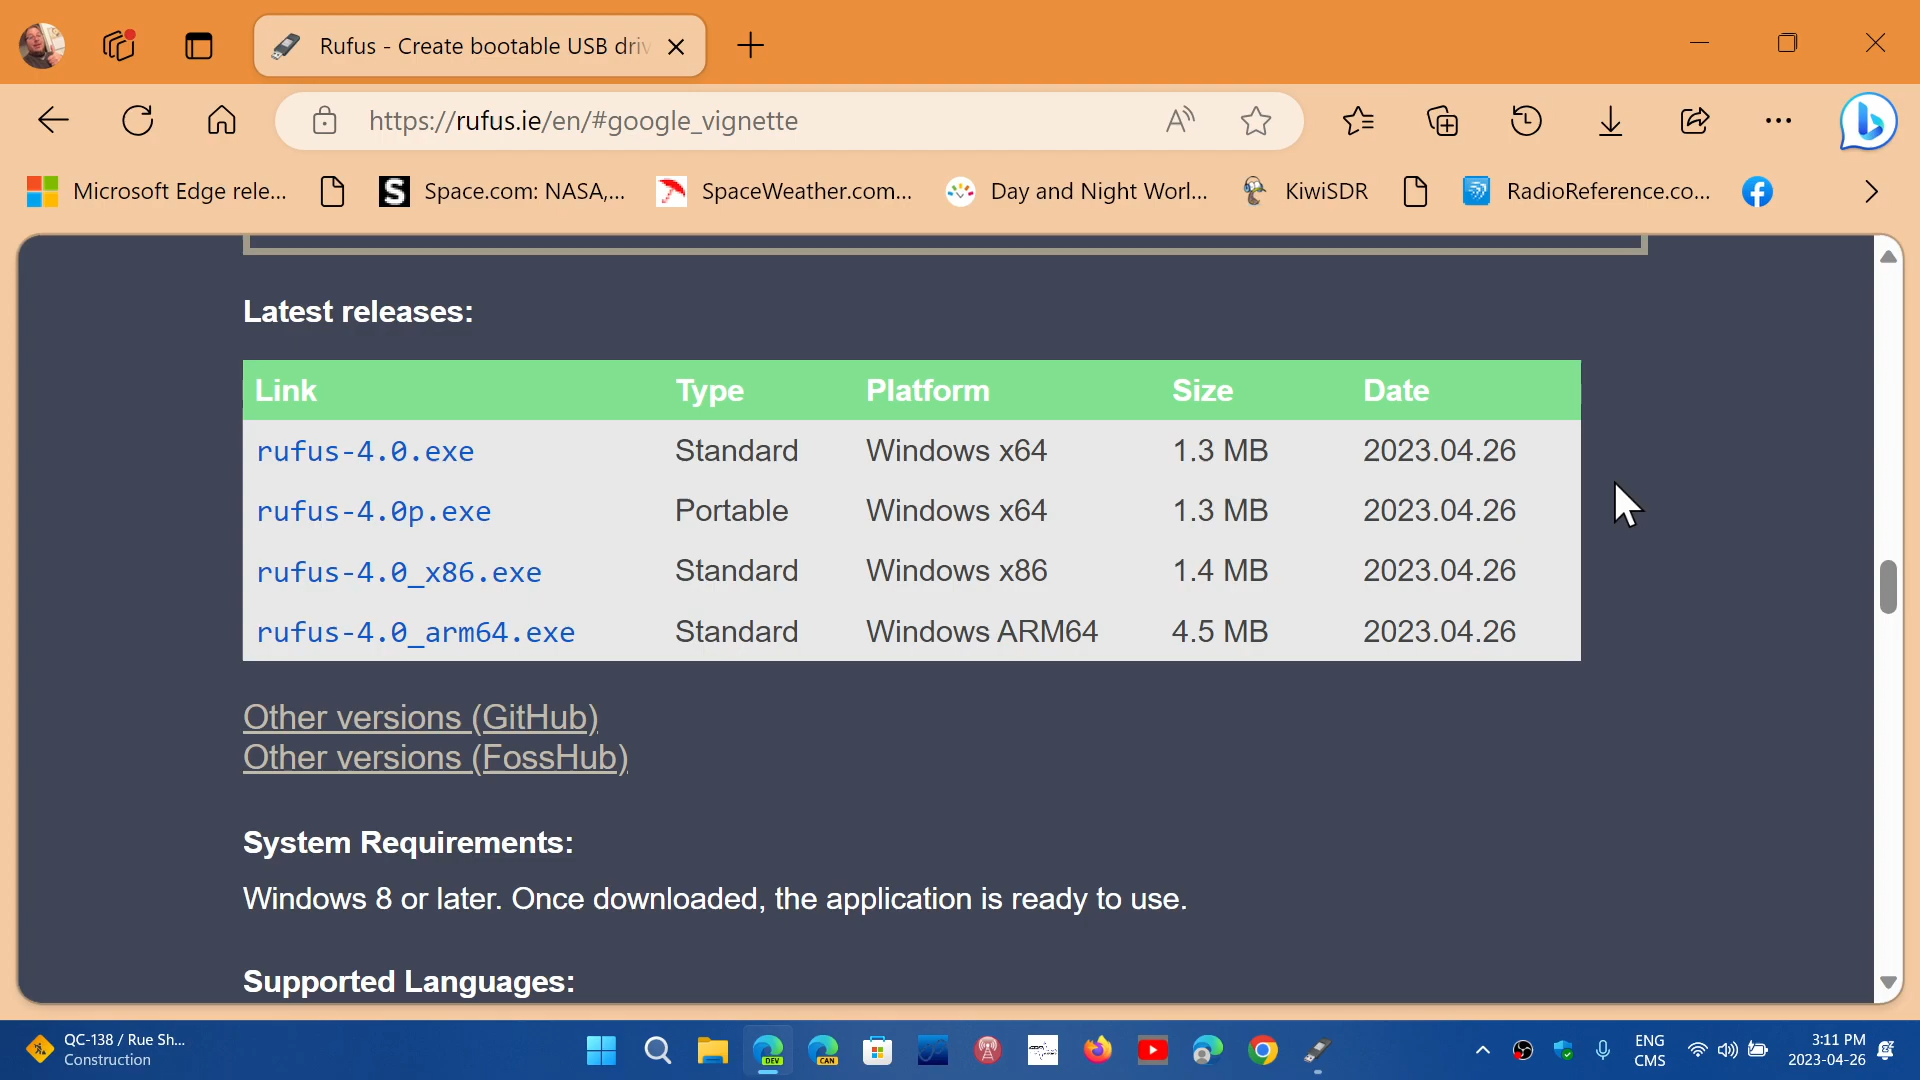 Rufus - Create bootable USB driv
https://rufus.ie/en/#google_vignette
Microsoft Edge rele...
Space.com: NASA,...
SpaceWeather.com...
Day and Night Worl...
KiwiSDR
RadioReference.co...
Latest releases:
Link Type Platform Size Date
rufus-4.0.exe Standard Windows x64 1.3 MB 2023.04.26
rufus-4.0p.exe Portable Windows x64 1.3 MB 2023.04.26
rufus-4.0_x86.exe Standard Windows x86 1.4 MB 2023.04.26
rufus-4.0_arm64.exe Standard Windows ARM64 4.5 MB 2023.04.26
Other versions (GitHub)
Other versions (FossHub)
System Requirements:
Windows 8 or later. Once downloaded, the application is ready to use.
Supported Languages:
QC-138 / Rue Sh...
Construction
DEV
CAN
ENG
CMS
3:11 PM
2023-04-26